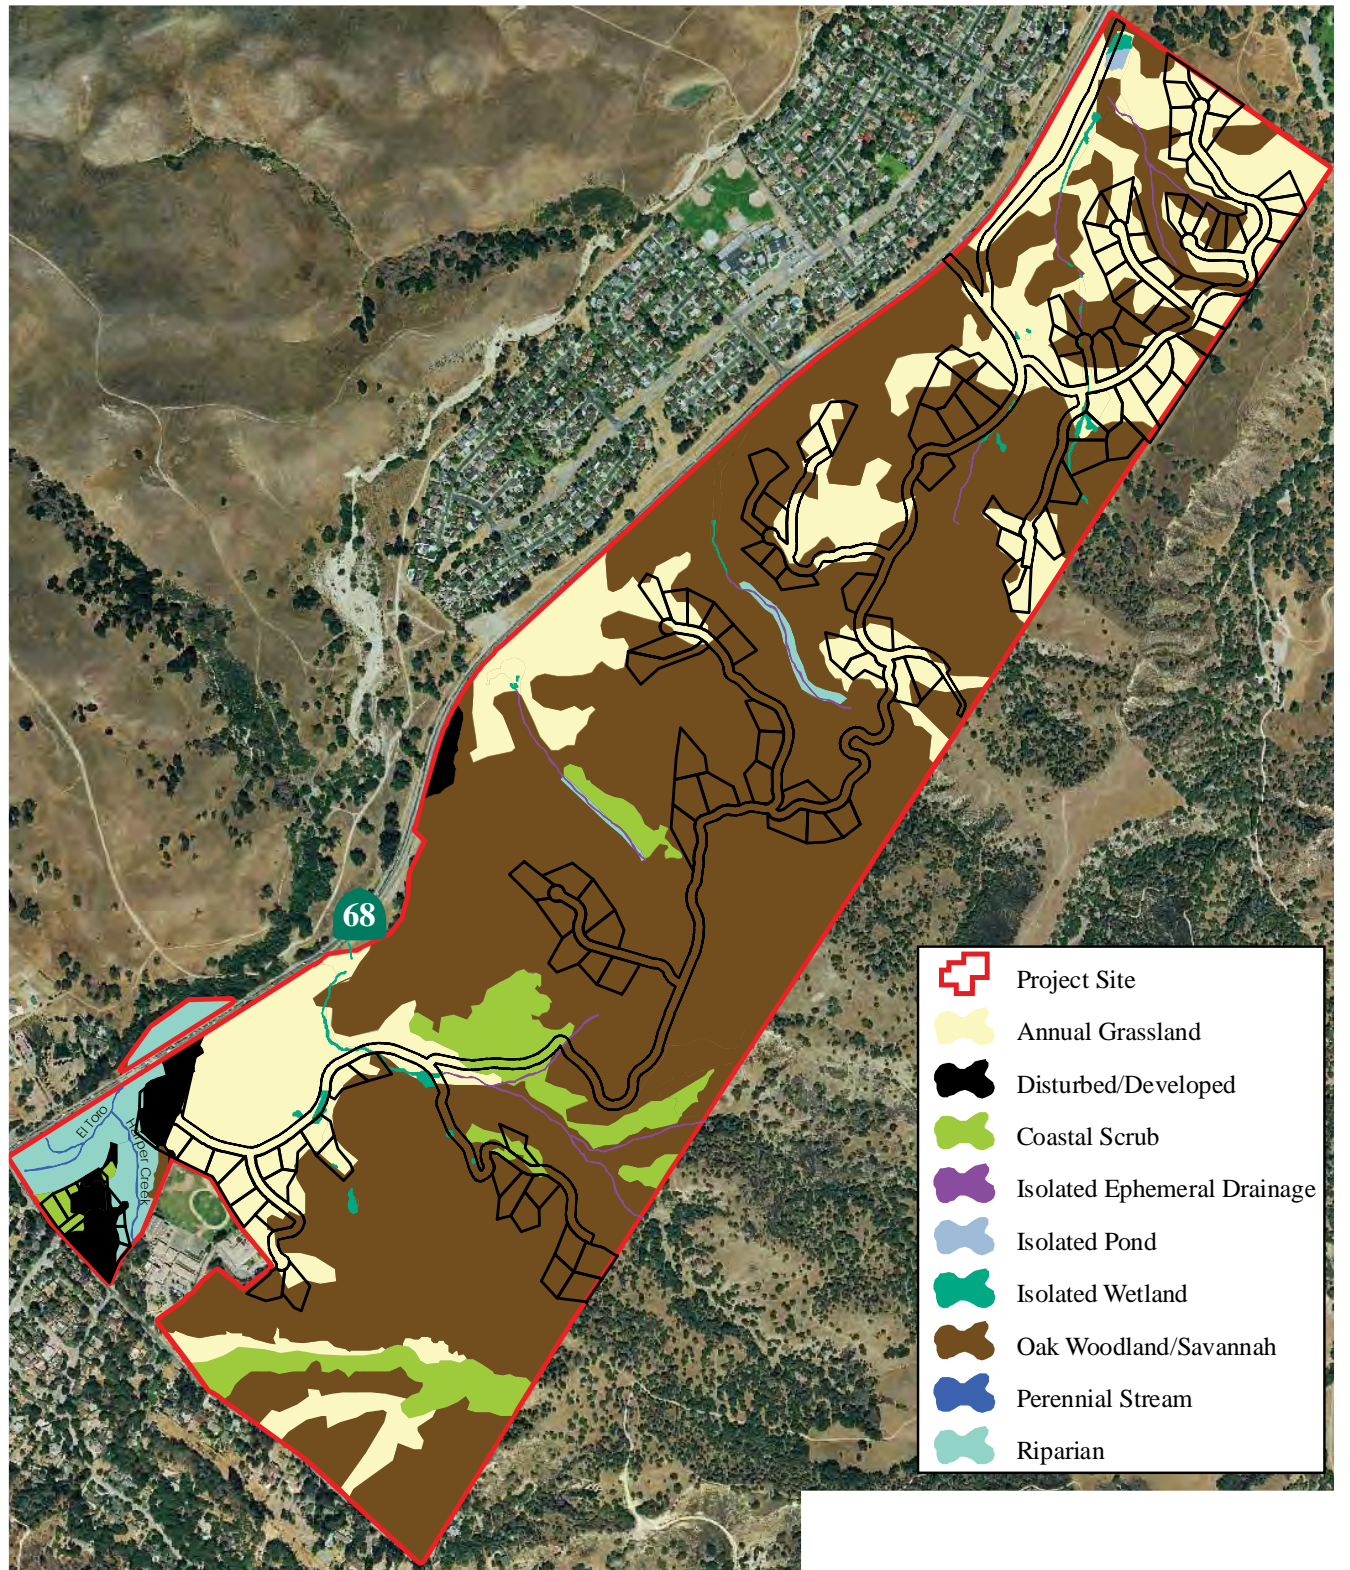 68
El Toro
Harper Creek
Project Site
Annual Grassland
Disturbed/Developed
Coastal Scrub
Isolated Ephemeral Drainage
Isolated Pond
Isolated Wetland
Oak Woodland/Savannah
Perennial Stream
Riparian